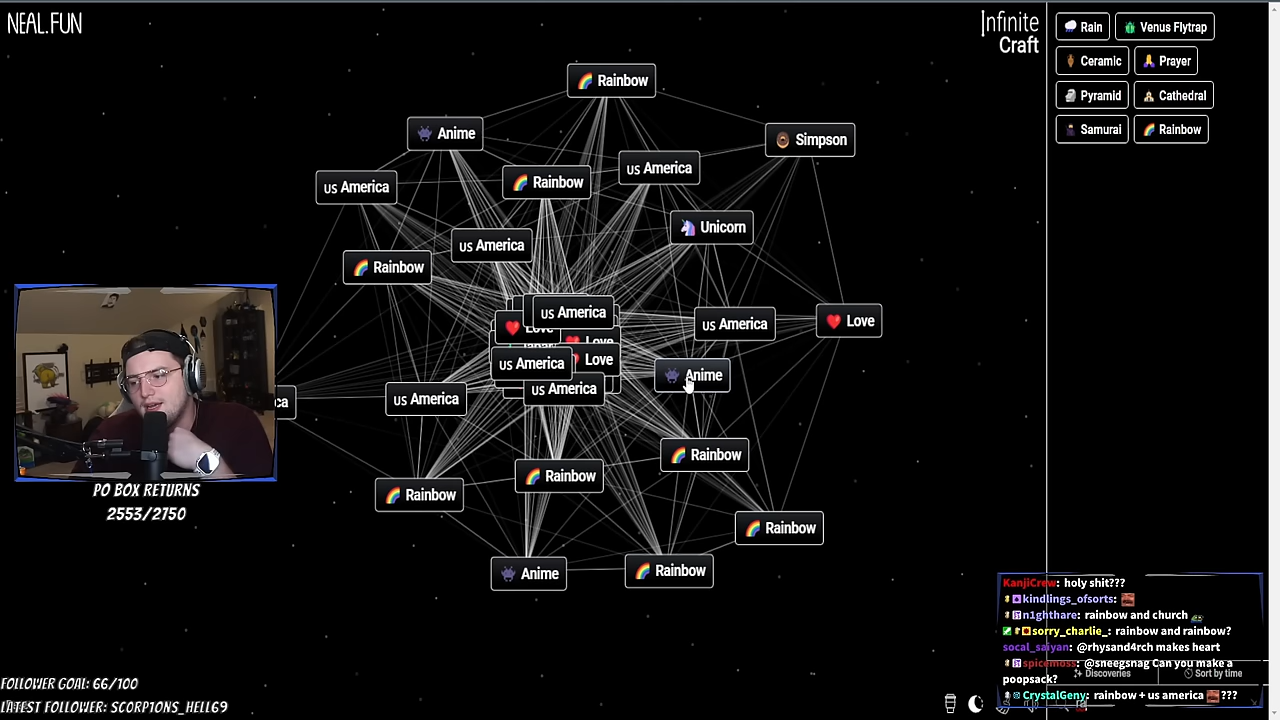 NEAL.FUN
Infinite
Craft
Rain
Venus Flytrap
Ceramic
Prayer
Pyramid
Cathedral
Samurai
Rainbow
Rainbow
Anime
Simpson
US America
Rainbow
US America
US America
Unicorn
Rainbow
US America
Love
Love
US America
Love
Love
US America
Anime
US America
ca
US America
Rainbow
Rainbow
Rainbow
Rainbow
Anime
Rainbow
PO BOX RETURNS
2553/2750
FOLLOWER GOAL: 66/100
LATEST FOLLOWER: SCORP1ONS_HELL69
KanjiCrew: holy shit???
kindlings_ofsorts:
n1ghthare: rainbow and church
sorry_charlie_: rainbow and rainbow?
socal_saiyan: @rhysand4rch makes heart
spicemoss: @sneegsnag Can you make a
poopsack?
Discoveries
Sort by time
CrystalGeny: rainbow + us america ???